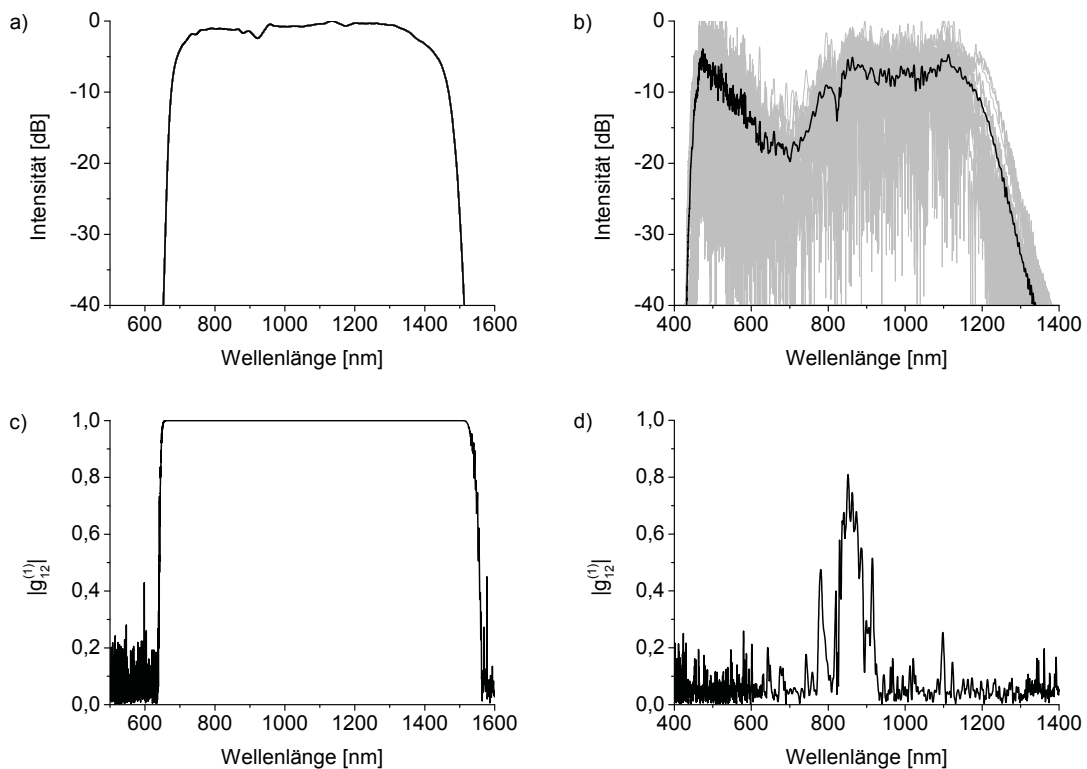 a)
0
-10
-20
-30
-40
Intensität [dB]
600 800 1000 1200 1400 1600
Wellenlänge [nm]
b)
0
-10
-20
-30
-40
Intensität [dB]
400 600 800 1000 1200 1400
Wellenlänge [nm]
c)
1,0
0,8
0,6
0,4
0,2
0,0
|g₁₂⁽¹⁾|
600 800 1000 1200 1400 1600
Wellenlänge [nm]
d)
1,0
0,8
0,6
0,4
0,2
0,0
|g₁₂⁽¹⁾|
400 600 800 1000 1200 1400
Wellenlänge [nm]